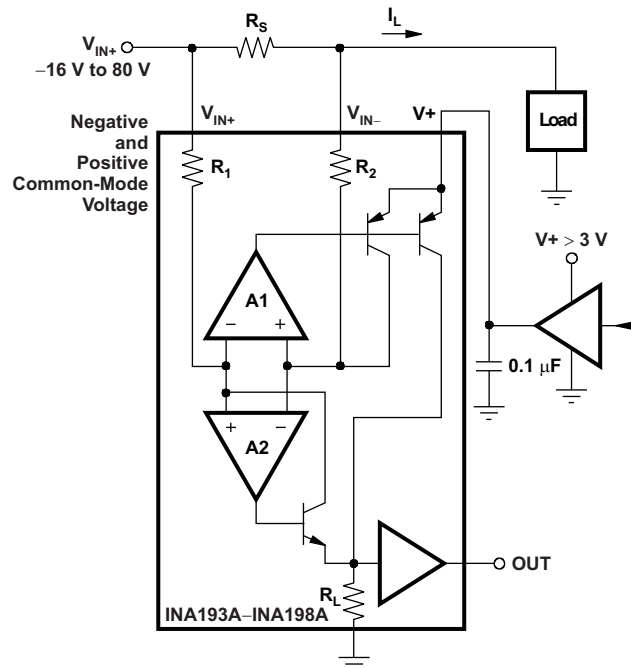 R_S
I_L
V_IN+
−16 V to 80 V
V_IN+
V_IN−
V+
Negative
and
Positive
Common-Mode
Voltage
R_1
R_2
Load
V+ > 3 V
A1
−
+
0.1 μF
+
−
A2
OUT
R_L
INA193A−INA198A